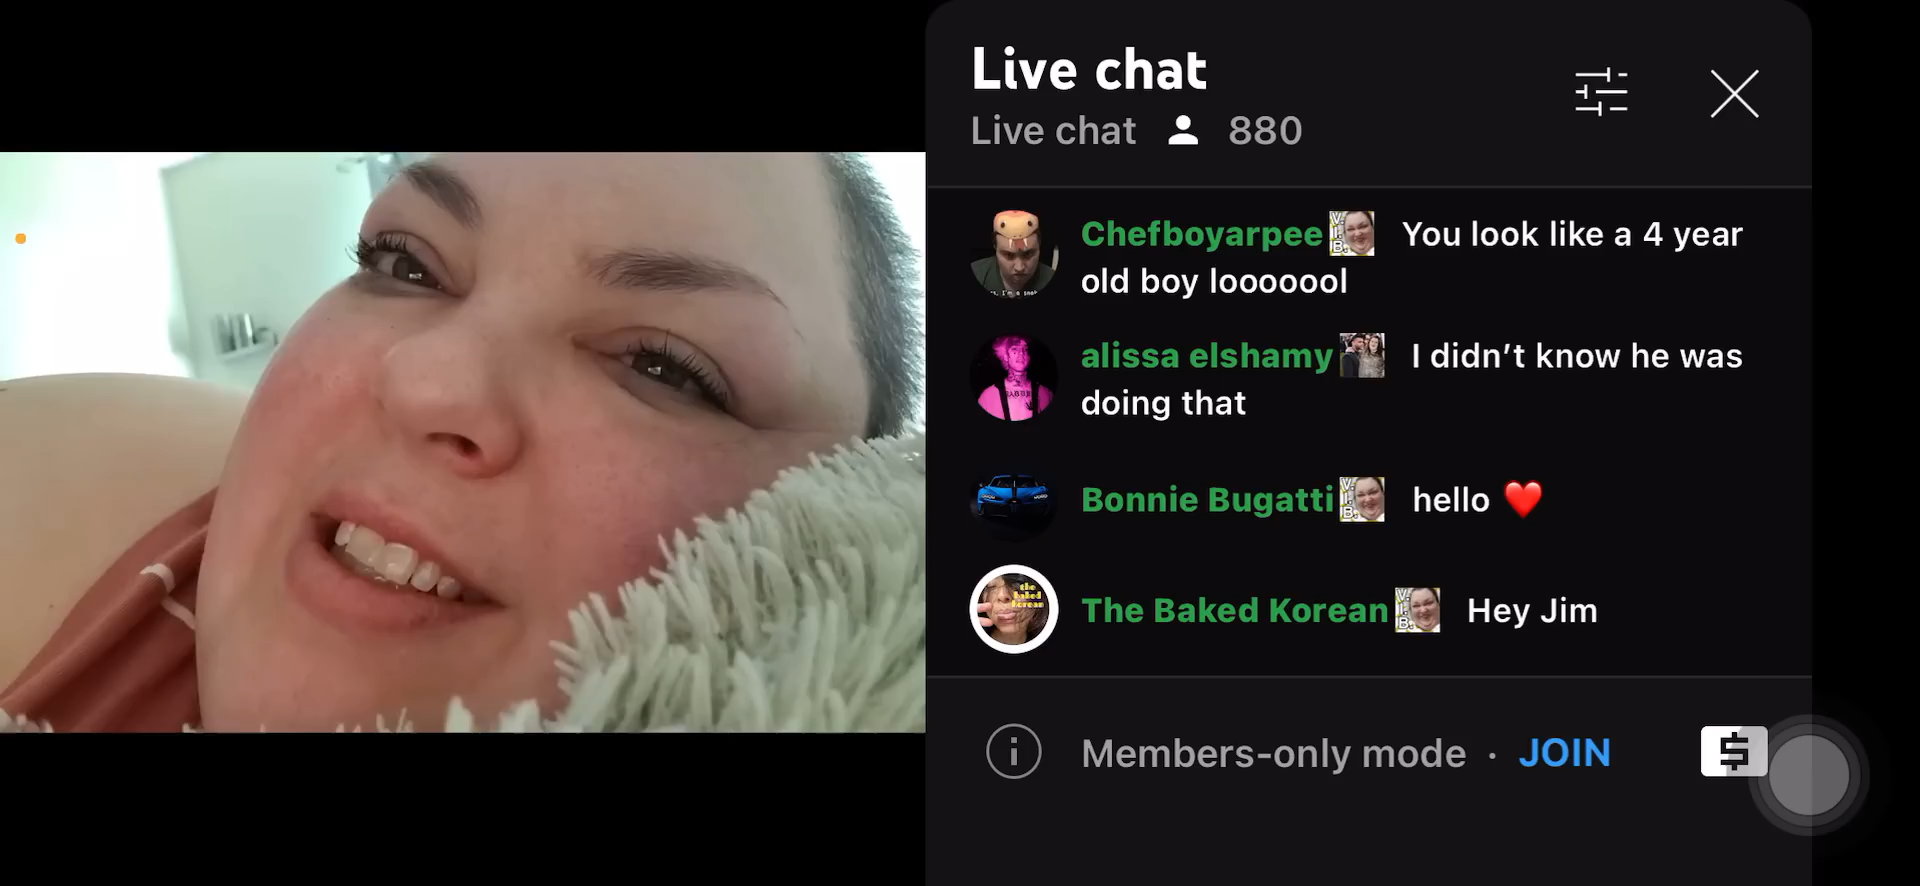 Live chat
Live chat 880
Chefboyarpee You look like a 4 year
old boy looooool
alissa elshamy I didn't know he was
doing that
Bonnie Bugatti hello ❤️
The Baked Korean Hey Jim
Members-only mode · JOIN
$